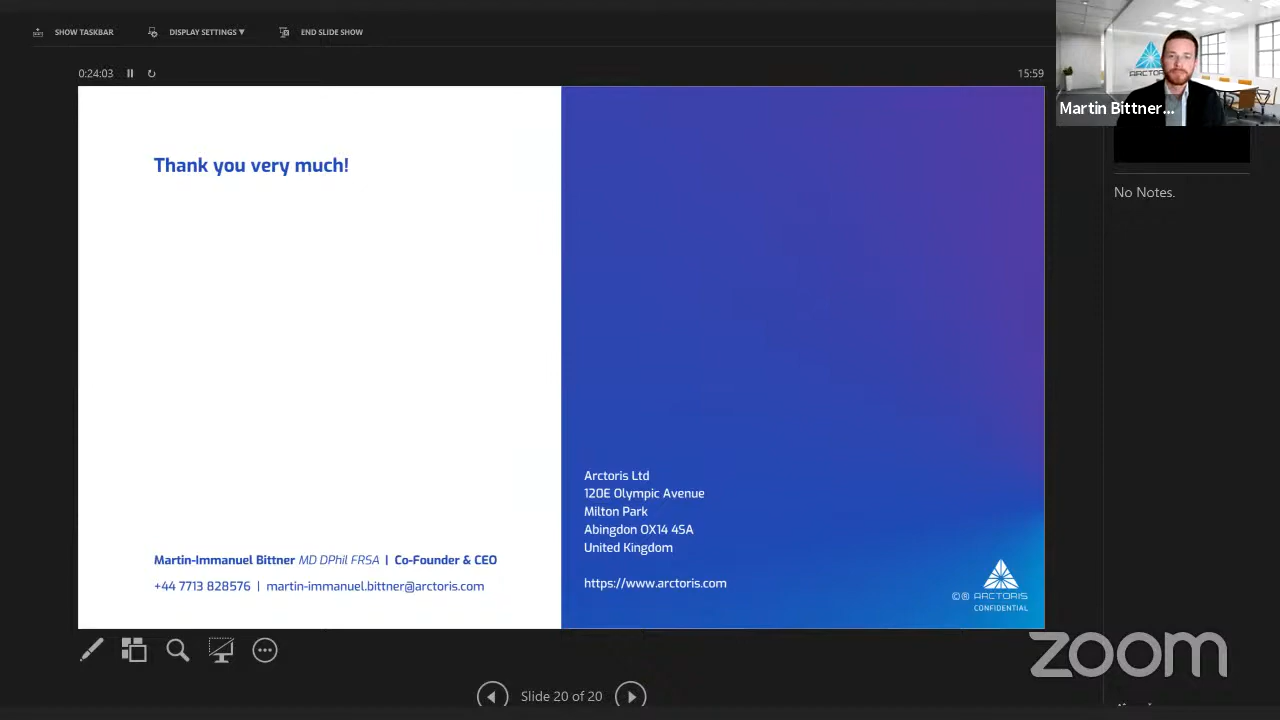 SHOW TASKBAR
DISPLAY SETTINGS ▼
END SLIDE SHOW
0:24:03
15:59
ARCTORIS
Martin Bittner...
No Notes.
Thank you very much!
Arctoris Ltd
120E Olympic Avenue
Milton Park
Abingdon OX14 4SA
United Kingdom
https://www.arctoris.com
Martin-Immanuel Bittner MD DPhil FRSA | Co-Founder & CEO
+44 7713 828576 | martin-immanuel.bittner@arctoris.com
©® ARCTORIS
CONFIDENTIAL
zoom
Slide 20 of 20